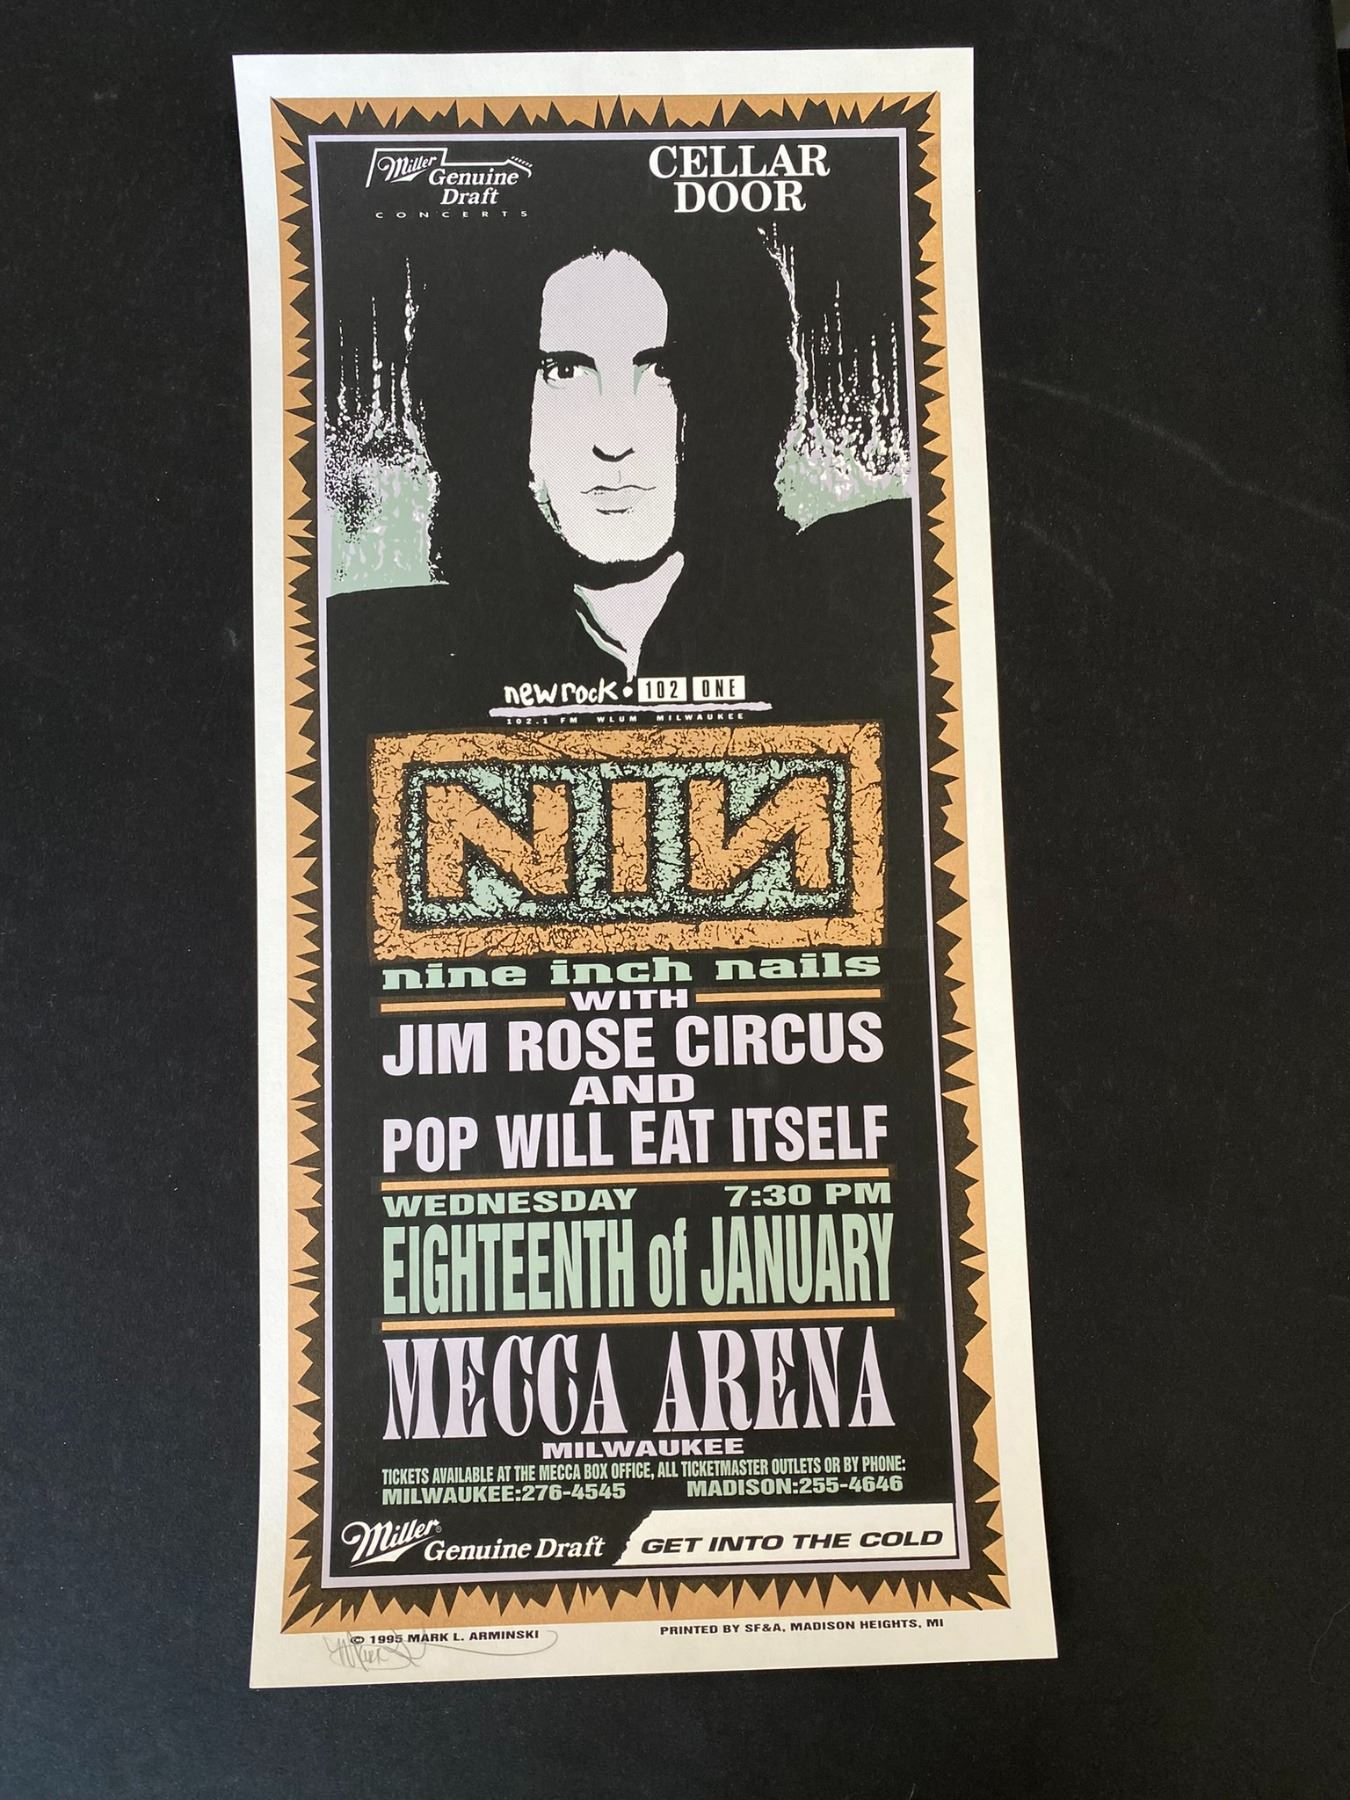 Miller
Genuine
Draft
CONCERTS
CELLAR
DOOR
new rock • 102 ONE
102.1 FM WLUM MILWAUKEE
NIИ
nine inch nails
WITH
JIM ROSE CIRCUS
AND
POP WILL EAT ITSELF
WEDNESDAY 7:30 PM
EIGHTEENTH of JANUARY
MECCA ARENA
MILWAUKEE
TICKETS AVAILABLE AT THE MECCA BOX OFFICE, ALL TICKETMASTER OUTLETS OR BY PHONE:
MILWAUKEE:276-4545 MADISON:255-4646
Miller® Genuine Draft GET INTO THE COLD
© 1995 MARK L. ARMINSKI PRINTED BY SF&A, MADISON HEIGHTS, MI